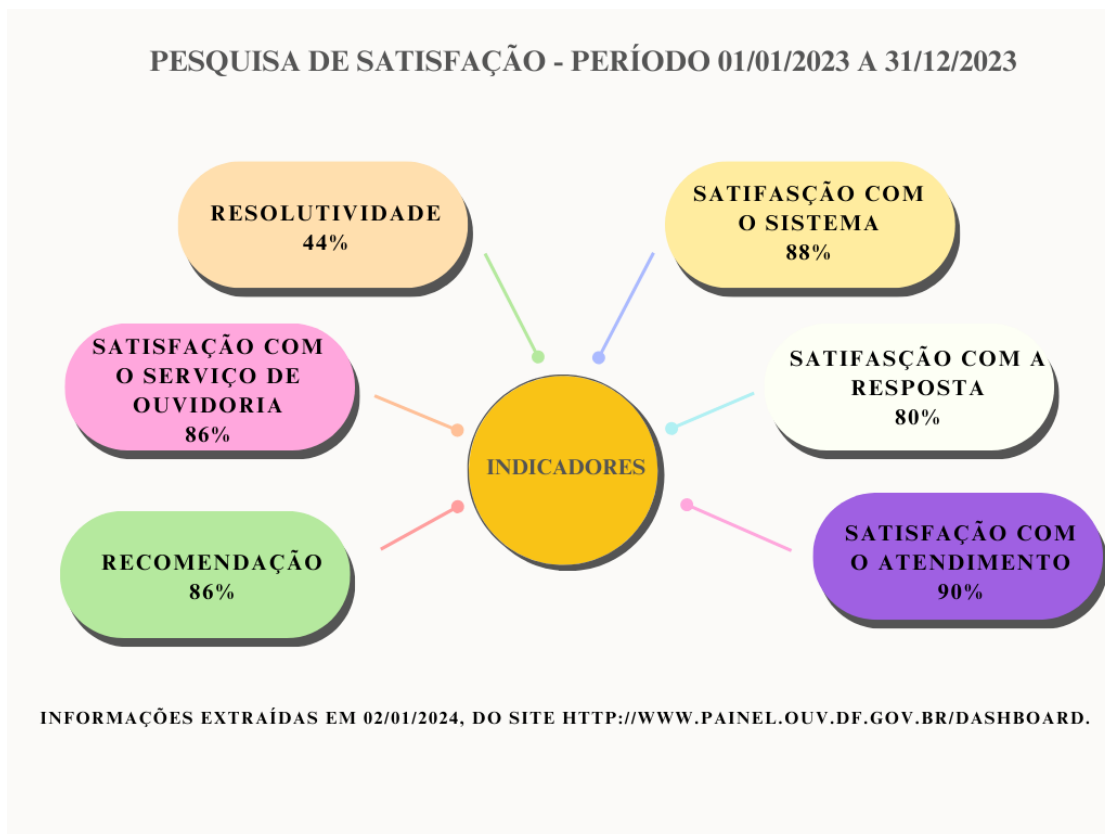 PESQUISA DE SATISFAÇÃO - PERÍODO 01/01/2023 A 31/12/2023
RESOLUTIVIDADE
44%
SATIFASÇÃO COM
O SISTEMA
88%
SATISFAÇÃO COM
O SERVIÇO DE
OUVIDORIA
86%
SATIFASÇÃO COM A
RESPOSTA
80%
INDICADORES
RECOMENDAÇÃO
86%
SATISFAÇÃO COM
O ATENDIMENTO
90%
INFORMAÇÕES EXTRAÍDAS EM 02/01/2024, DO SITE HTTP://WWW.PAINEL.OUV.DF.GOV.BR/DASHBOARD.